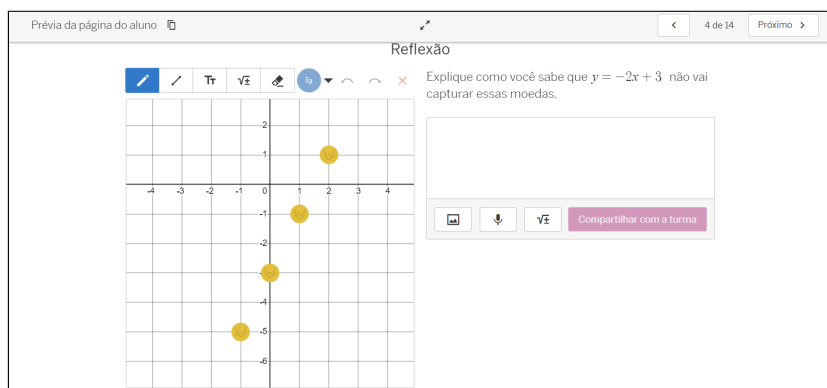 Prévia da página do aluno
4 de 14
Próximo
Reflexão
Tт
√±
Explique como você sabe que y = −2x + 3 não vai
capturar essas moedas.
2
1
-4 -3 -2 -1 0 1 2 3 4
-1
-2
-4
-5
-6
√±
Compartilhar com a turma